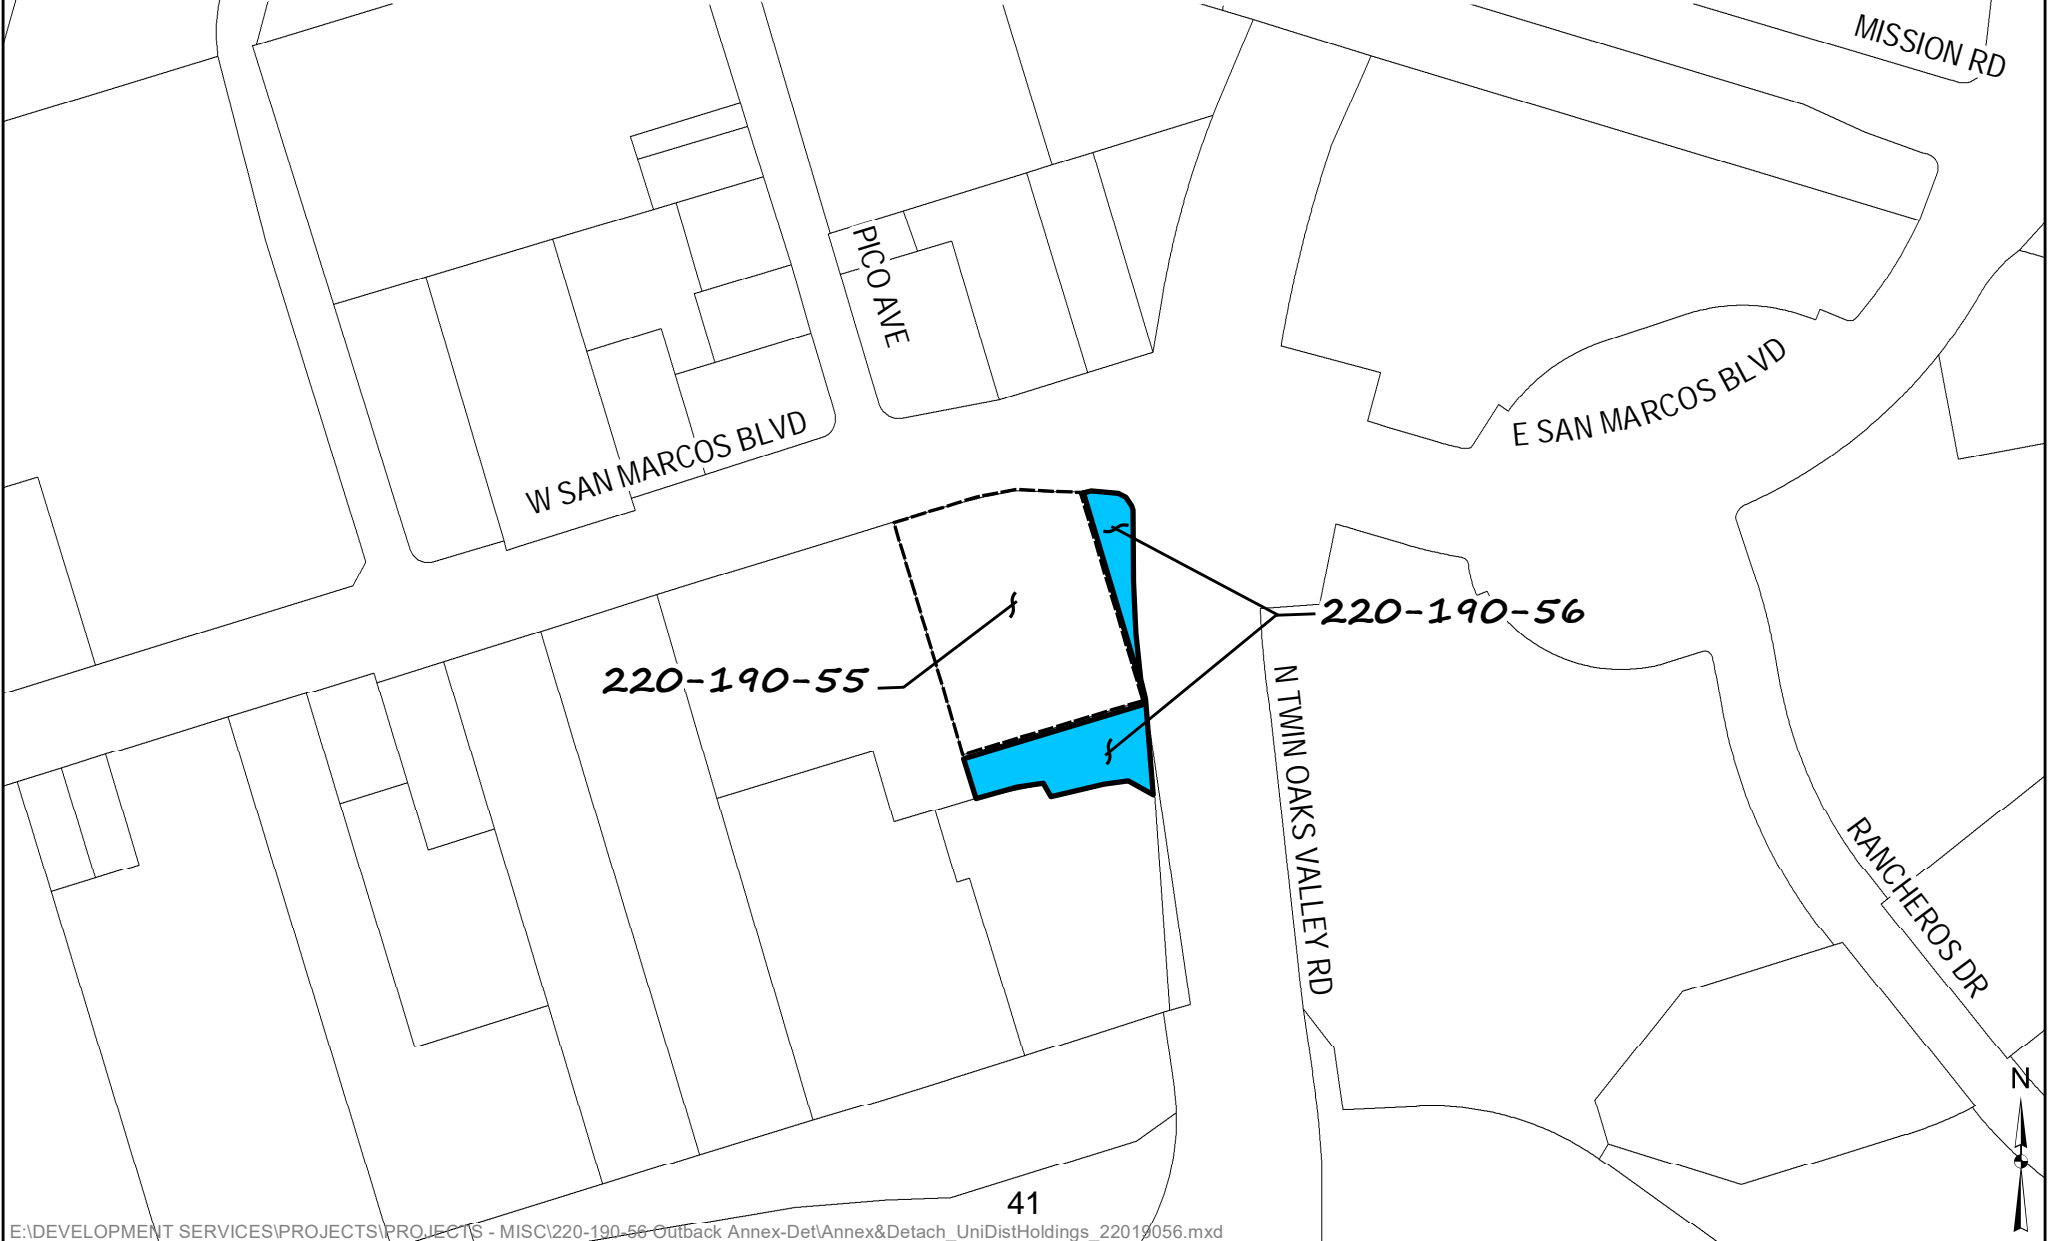 MISSION RD
PICO AVE
W SAN MARCOS BLVD
E SAN MARCOS BLVD
220-190-56
220-190-55
N TWIN OAKS VALLEY RD
RANCHEROS DR
N
41
E:\DEVELOPMENT SERVICES\PROJECTS\PROJECTS - MISC\220-190-56 Outback Annex-Det\Annex&Detach_UniDistHoldings_22019056.mxd